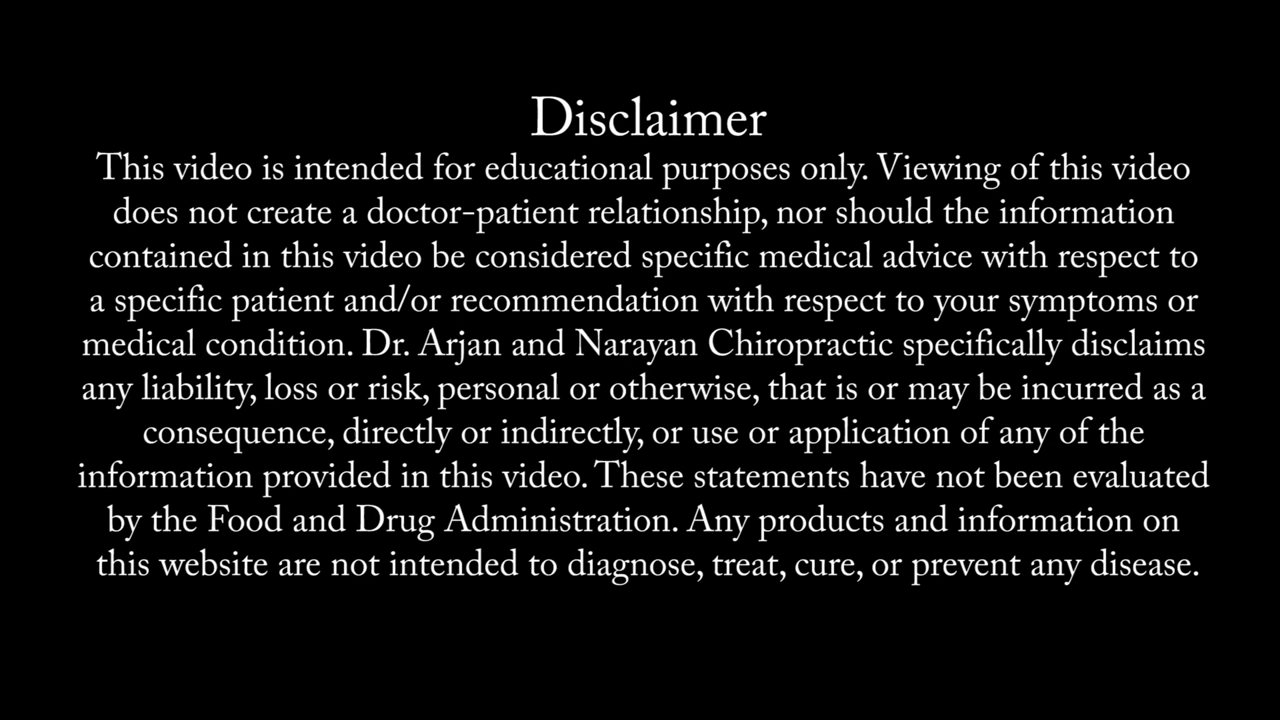 Disclaimer
This video is intended for educational purposes only. Viewing of this video
does not create a doctor-patient relationship, nor should the information
contained in this video be considered specific medical advice with respect to
a specific patient and/or recommendation with respect to your symptoms or
medical condition. Dr. Arjan and Narayan Chiropractic specifically disclaims
any liability, loss or risk, personal or otherwise, that is or may be incurred as a
consequence, directly or indirectly, or use or application of any of the
information provided in this video. These statements have not been evaluated
by the Food and Drug Administration. Any products and information on
this website are not intended to diagnose, treat, cure, or prevent any disease.